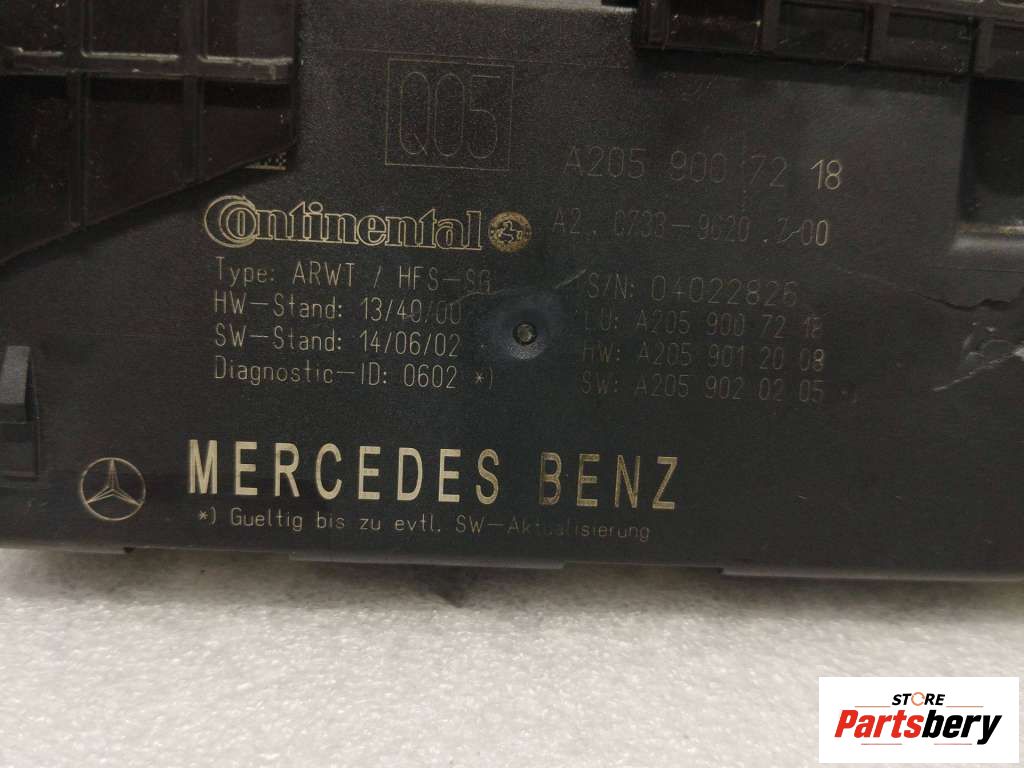 Q05
A205 900 72 18
Continental
Type: ARWT / HFS-SG
HW-Stand: 13/40/00
SW-Stand: 14/06/02
Diagnostic-ID: 0602 *)
S/N: 04022826
A205 900 72 18
HW: A205 901 20 08
SW: A205 902 02 05
MERCEDES BENZ
*) Gueltig bis zu evtl. SW-Aktualisierung
STORE
Partsbery